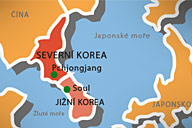 ČÍNA
Japonské moře
SEVERNÍ KOREA
Pchjongjang
JAPONSKO
Soul
JIŽNÍ KOREA
Žluté moře